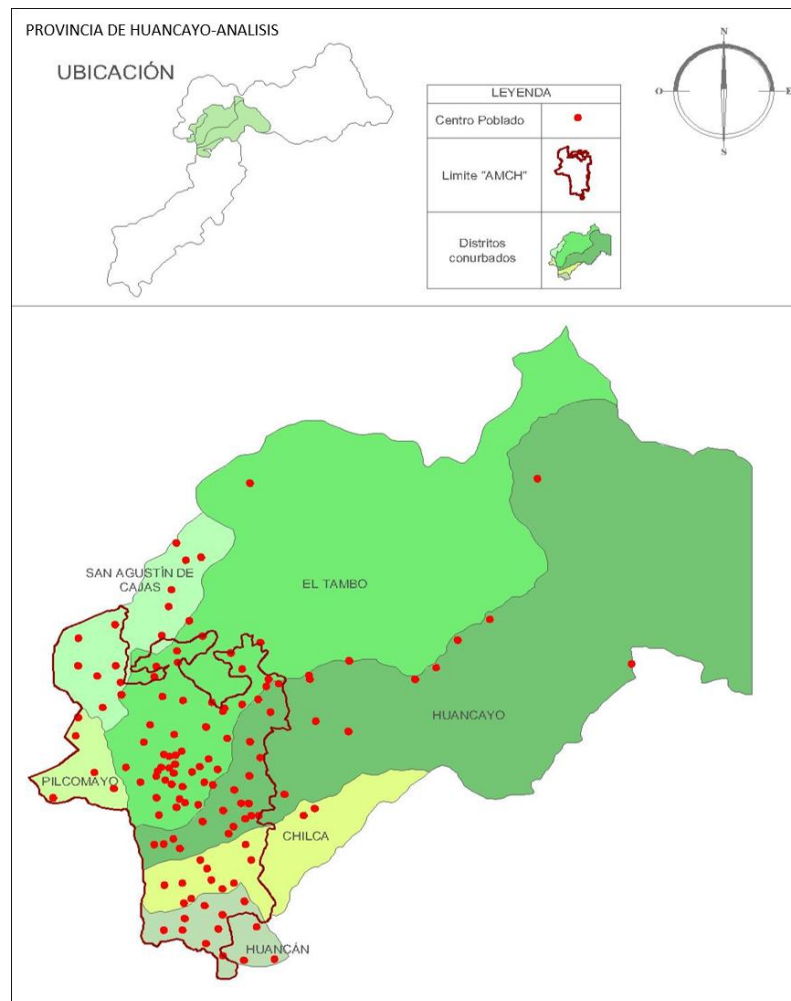 PROVINCIA DE HUANCAYO-ANALISIS
UBICACIÓN
LEYENDA
Centro Poblado
Límite "AMCH"
Distritos
conurbados
N
O
E
S
SAN AGUSTÍN DE
CAJAS
EL TAMBO
HUANCAYO
PILCOMAYO
CHILCA
HUANCÁN